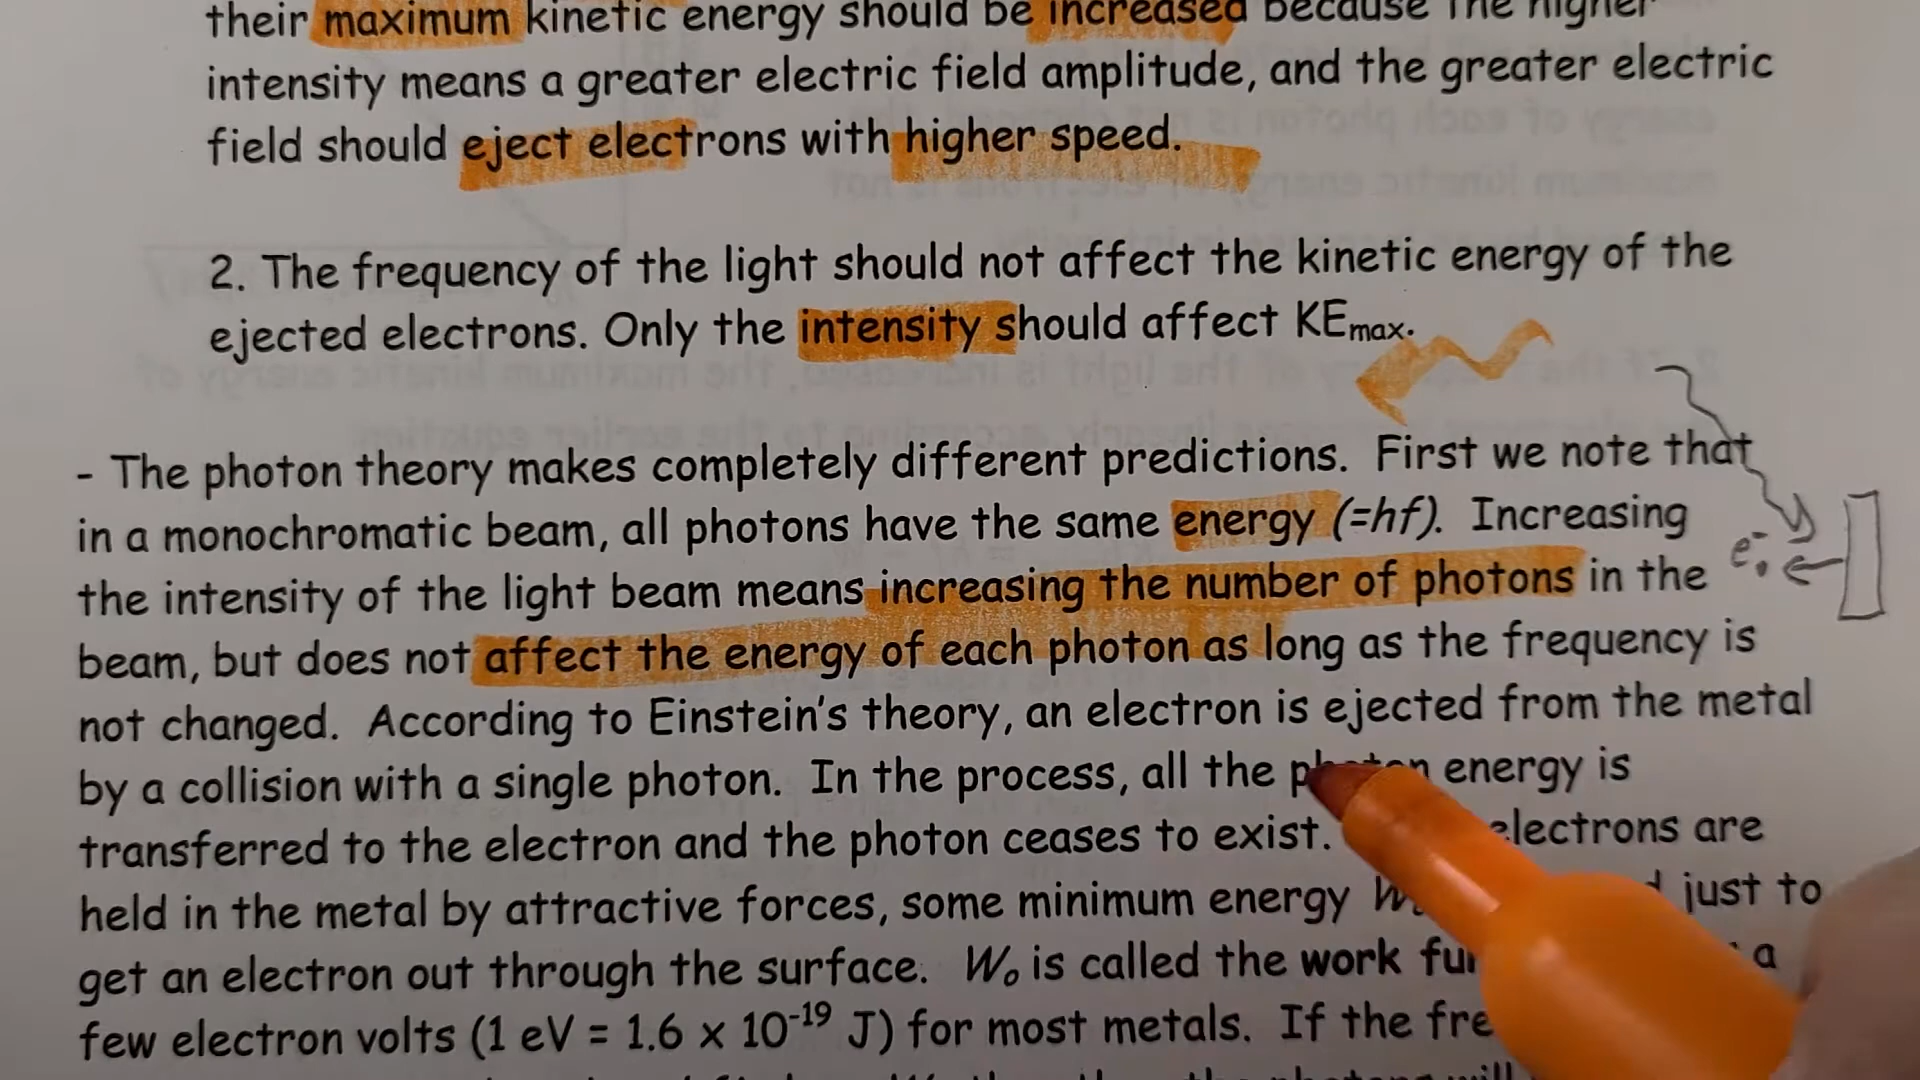 their maximum kinetic energy should be increased because the higher
intensity means a greater electric field amplitude, and the greater electric
field should eject electrons with higher speed.
2. The frequency of the light should not affect the kinetic energy of the
ejected electrons. Only the intensity should affect KEmax.
- The photon theory makes completely different predictions. First we note that
in a monochromatic beam, all photons have the same energy (=hf). Increasing
the intensity of the light beam means increasing the number of photons in the
e-
beam, but does not affect the energy of each photon as long as the frequency is
not changed. According to Einstein's theory, an electron is ejected from the metal
by a collision with a single photon. In the process, all the photon energy is
transferred to the electron and the photon ceases to exist. electrons are
held in the metal by attractive forces, some minimum energy just to
get an electron out through the surface. Wo is called the work a
few electron volts (1 eV = 1.6 x 10-19 J) for most metals. If the